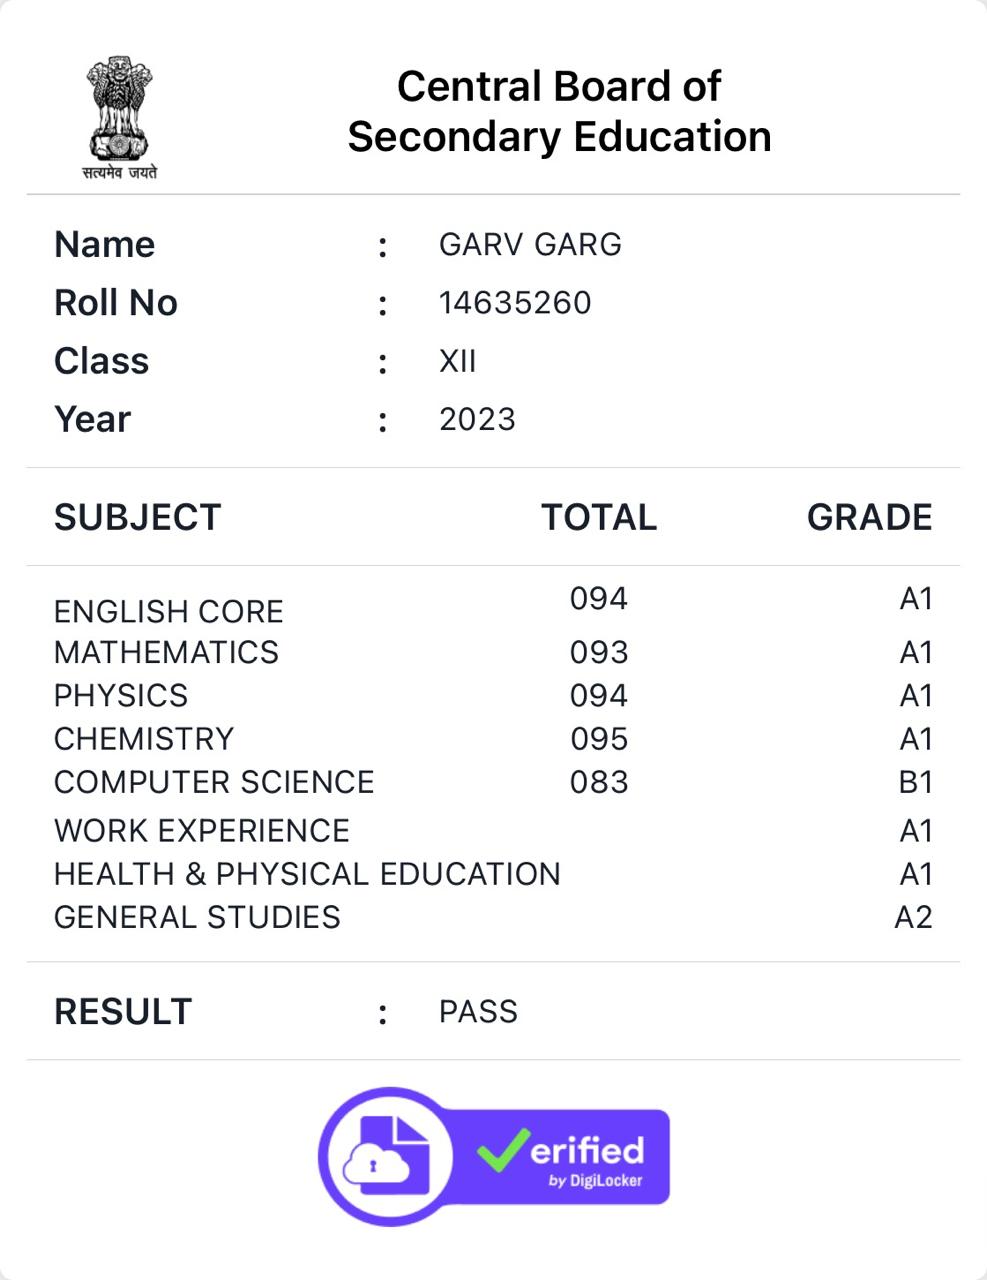 सत्यमेव जयते
Central Board of
Secondary Education
Name : GARV GARG
Roll No : 14635260
Class : XII
Year : 2023
SUBJECT TOTAL GRADE
ENGLISH CORE 094 A1
MATHEMATICS 093 A1
PHYSICS 094 A1
CHEMISTRY 095 A1
COMPUTER SCIENCE 083 B1
WORK EXPERIENCE A1
HEALTH & PHYSICAL EDUCATION A1
GENERAL STUDIES A2
RESULT : PASS
Verified
by DigiLocker